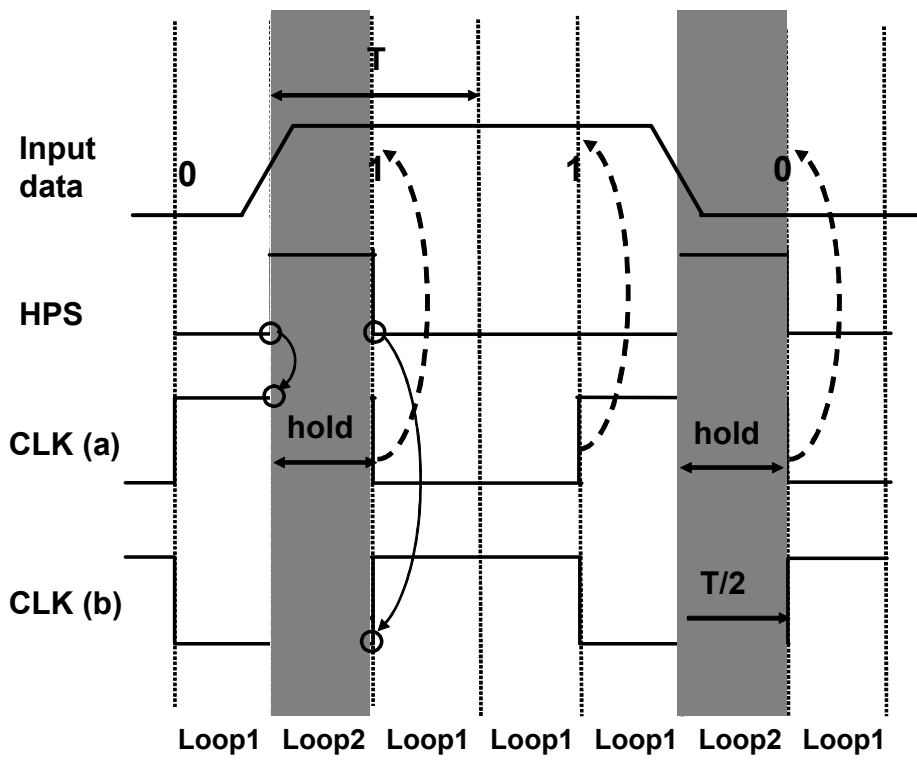 T
Input
data
0 1 1 0
HPS
hold hold
CLK (a)
CLK (b)
T/2
Loop1 Loop2 Loop1 Loop1 Loop1 Loop2 Loop1